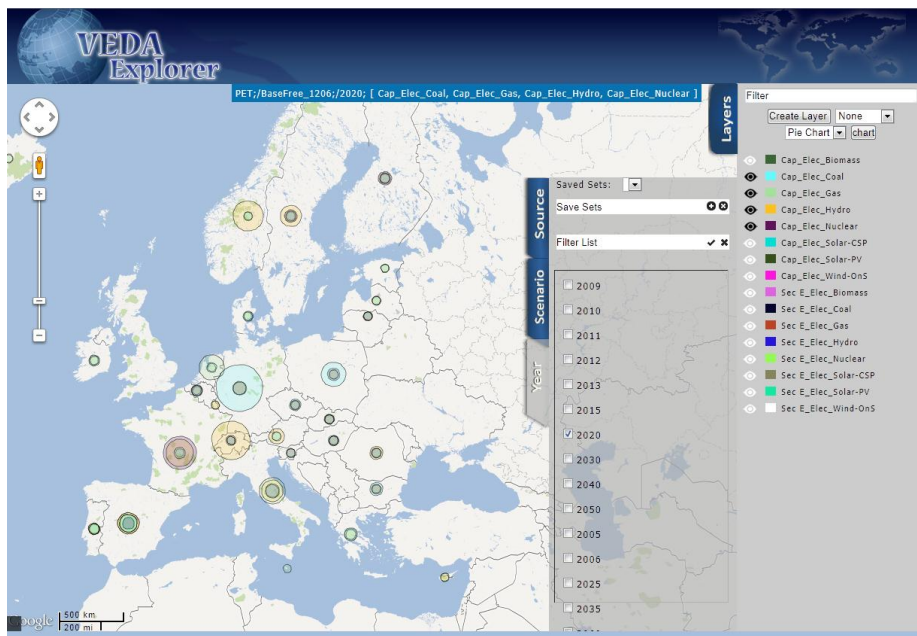 VEDA
Explorer
PET;/BaseFree_1206;/2020; [ Cap_Elec_Coal, Cap_Elec_Gas, Cap_Elec_Hydro, Cap_Elec_Nuclear ]
Layers
Filter
Create Layer None
Pie Chart chart
Cap_Elec_Biomass
Cap_Elec_Coal
Cap_Elec_Gas
Cap_Elec_Hydro
Cap_Elec_Nuclear
Cap_Elec_Solar-CSP
Cap_Elec_Solar-PV
Cap_Elec_Wind-OnS
Sec E_Elec_Biomass
Sec E_Elec_Coal
Sec E_Elec_Gas
Sec E_Elec_Hydro
Sec E_Elec_Nuclear
Sec E_Elec_Solar-CSP
Sec E_Elec_Solar-PV
Sec E_Elec_Wind-OnS
Source
Scenario
Year
Saved Sets:
Save Sets
Filter List
2009
2010
2011
2012
2013
2015
2020
2030
2040
2050
2005
2006
2025
2035
500 km
200 mi